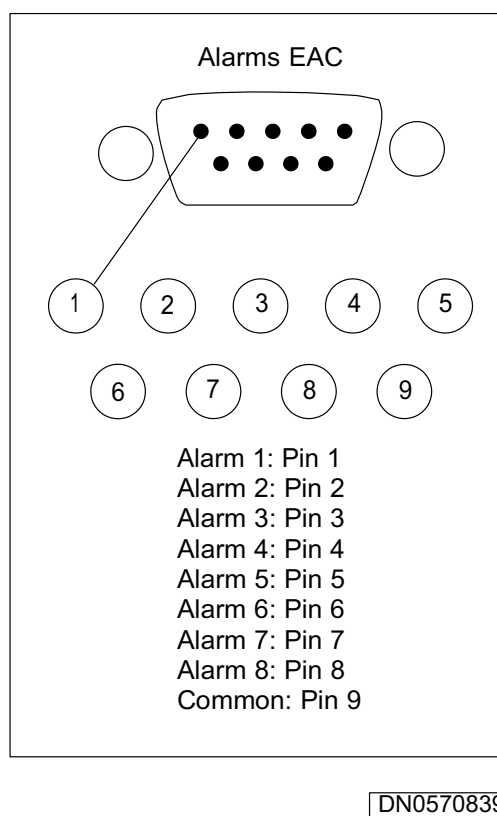 Alarms EAC
1 2 3 4 5
6 7 8 9
Alarm 1: Pin 1
Alarm 2: Pin 2
Alarm 3: Pin 3
Alarm 4: Pin 4
Alarm 5: Pin 5
Alarm 6: Pin 6
Alarm 7: Pin 7
Alarm 8: Pin 8
Common: Pin 9
DN0570839